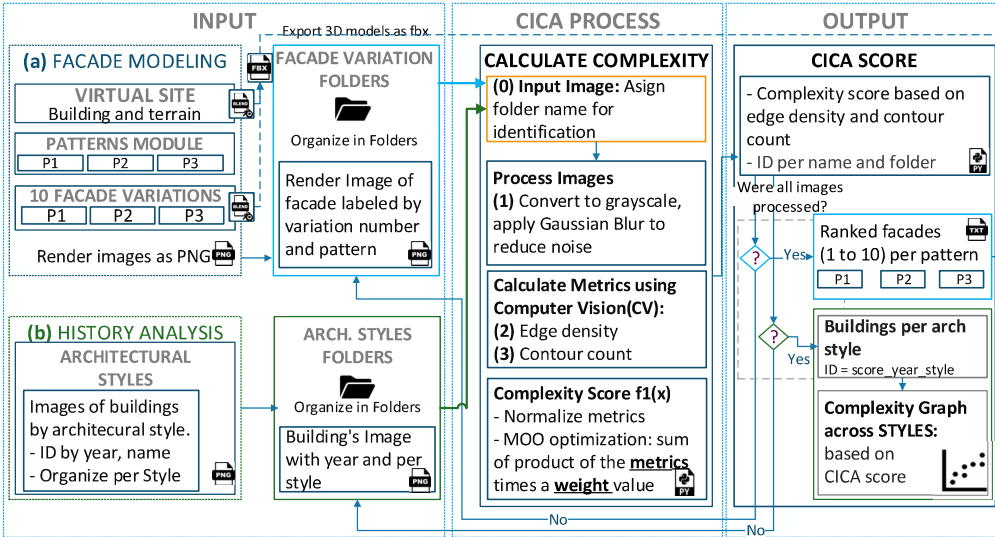 INPUT
CICA PROCESS
OUTPUT
Export 3D models as fbx
(a) FACADE MODELING
VIRTUAL SITE
Building and terrain
BLEND
PATTERNS MODULE
P1 P2 P3
10 FACADE VARIATIONS
P1 P2 P3
BLEND
Render images as PNG
PNG
FBX
FACADE VARIATION
FOLDERS
Organize in Folders
Render Image of
facade labeled by
variation number
and pattern
PNG
(b) HISTORY ANALYSIS
ARCHITECTURAL
STYLES
Images of buildings
by architecural style.
- ID by year, name
- Organize per Style
PNG
ARCH. STYLES
FOLDERS
Organize in Folders
Building's Image
with year and per
style
PNG
CALCULATE COMPLEXITY
(0) Input Image: Asign
folder name for
identification
Process Images
(1) Convert to grayscale,
apply Gaussian Blur to
reduce noise
Calculate Metrics using
Computer Vision(CV):
(2) Edge density
(3) Contour count
Complexity Score f1(x)
- Normalize metrics
- MOO optimization: sum
of product of the metrics
times a weight value
PY
CICA SCORE
- Complexity score based on
edge density and contour
count
- ID per name and folder
PY
Were all images
processed?
?
Yes
Ranked facades
(1 to 10) per pattern
TXT
P1 P2 P3
?
Yes
Buildings per arch
style
ID = score_year_style
Complexity Graph
across STYLES:
based on
CICA score
No
No